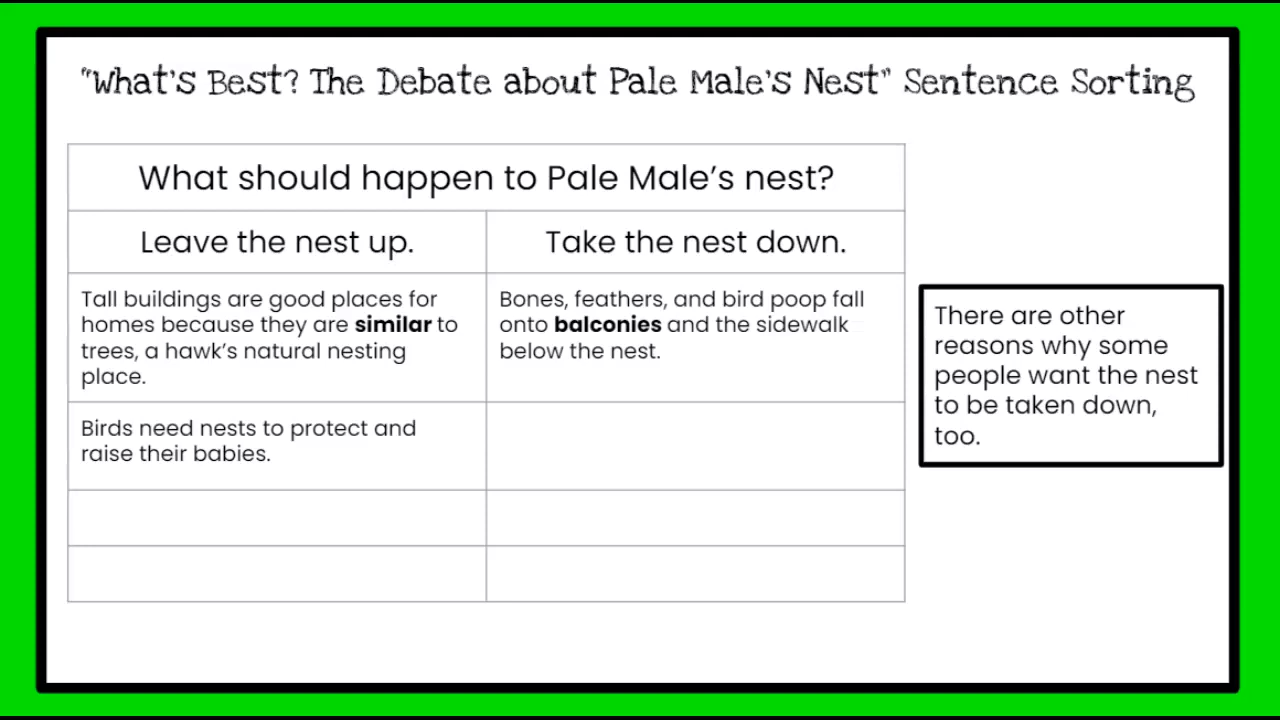 "What's Best? The Debate about Pale Male's Nest" Sentence Sorting
What should happen to Pale Male's nest?
Leave the nest up.
Take the nest down.
Tall buildings are good places for
homes because they are similar to
trees, a hawk's natural nesting
place.
Bones, feathers, and bird poop fall
onto balconies and the sidewalk
below the nest.
Birds need nests to protect and
raise their babies.
There are other
reasons why some
people want the nest
to be taken down,
too.